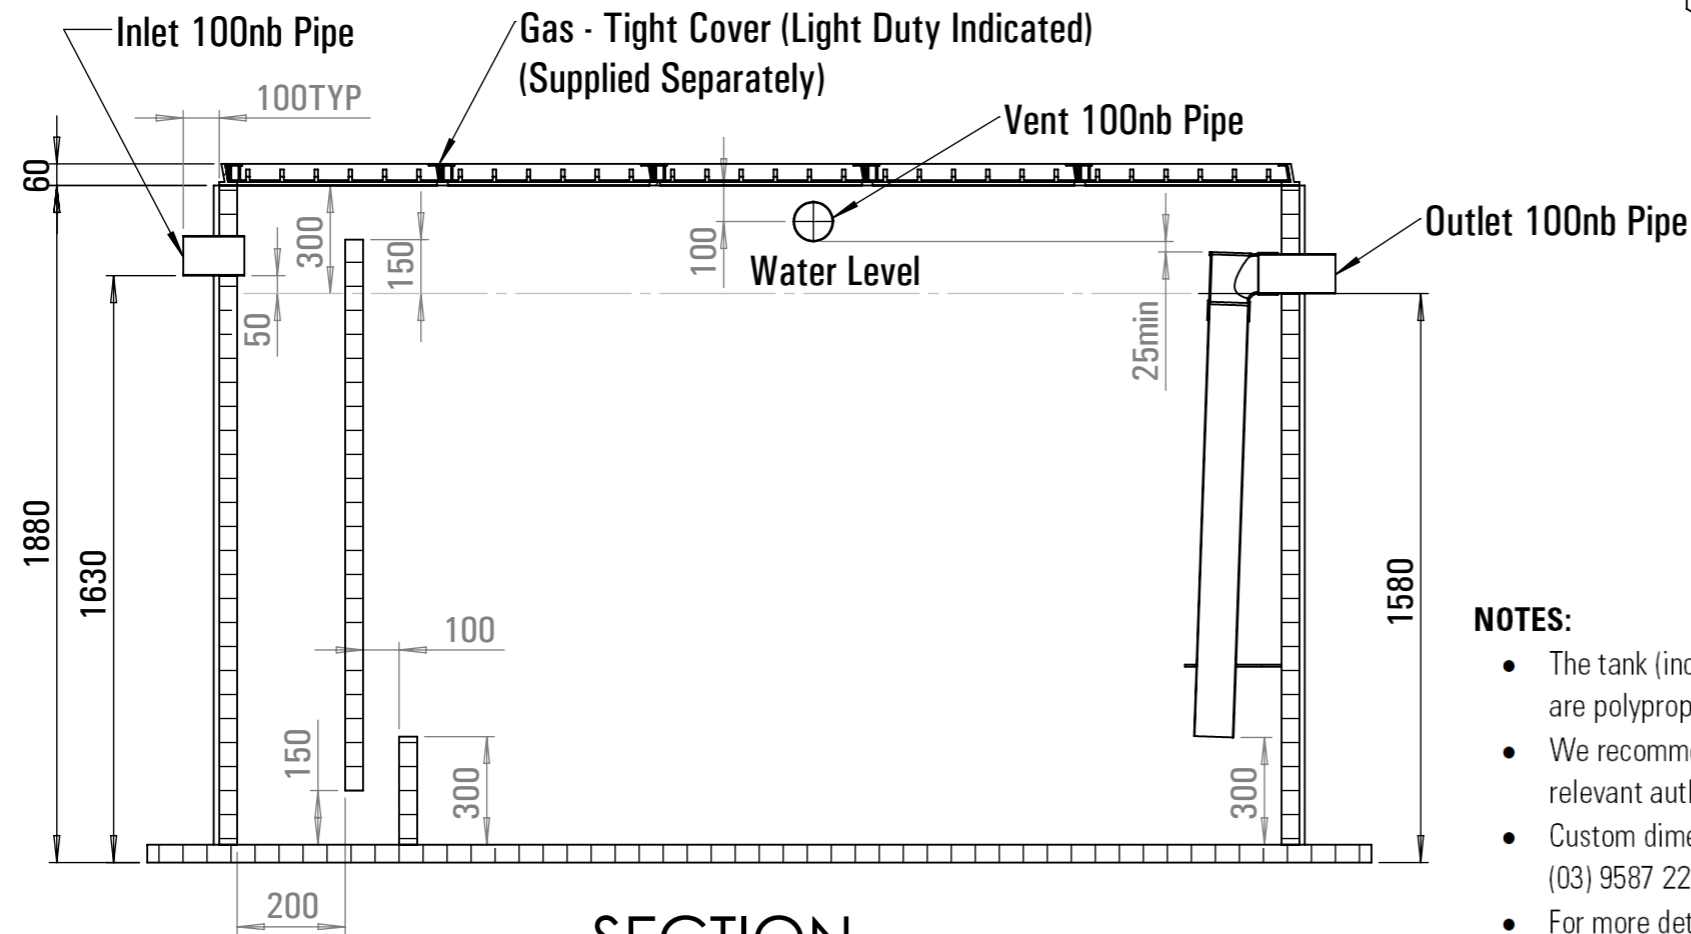 Inlet 100nb Pipe
Gas - Tight Cover (Light Duty Indicated)
(Supplied Separately)
100TYP
Vent 100nb Pipe
60
300
150
100
Outlet 100nb Pipe
Water Level
50
25min
1880
1630
1580
100
150
300
300
200
SECTION
NOTES:
• The tank (inc
are polyprop
• We recomme
relevant auth
• Custom dime
(03) 9587 22
• For more det